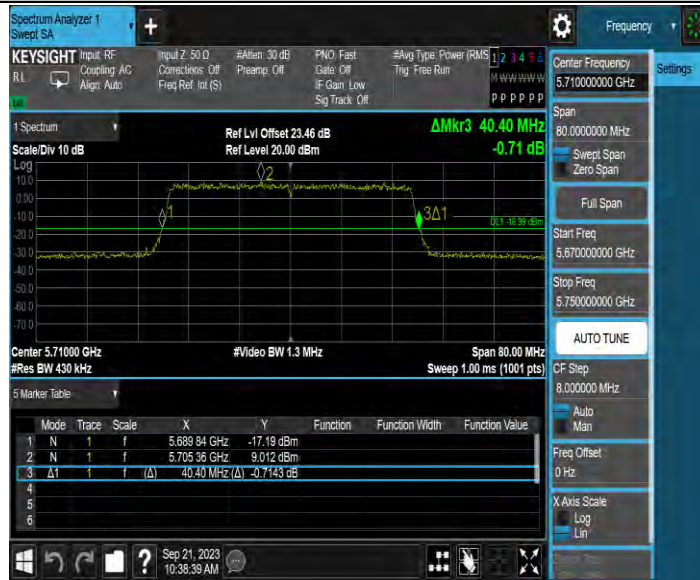 Spectrum Analyzer 1
Swept SA
Frequency
KEYSIGHT
RL
Input: RF
Coupling: AC
Align: Auto
Input Z: 50 Ω
Corrections: Off
Freq Ref: Int (S)
#Atten: 30 dB
Preamp: Off
PNO: Fast
Gate: Off
IF Gain: Low
Sig Track: Off
#Avg Type: Power (RMS
Trig: Free Run
1 2 3 4 5 6
M W W W W W
P P P P P P
Center Frequency
5.710000000 GHz
Settings
Span
80.0000000 MHz
Swept Span
Zero Span
Full Span
Start Freq
5.670000000 GHz
Stop Freq
5.750000000 GHz
AUTO TUNE
CF Step
8.000000 MHz
Auto
Man
Freq Offset
0 Hz
X Axis Scale
Log
Lin
1 Spectrum
Scale/Div 10 dB
Ref Lvl Offset 23.46 dB
Ref Level 20.00 dBm
ΔMkr3 40.40 MHz
-0.71 dB
Log
10.0
0.00
-10.0
-20.0
-30.0
-40.0
-50.0
-60.0
-70.0
1
2
3Δ1
Center 5.71000 GHz
#Res BW 430 kHz
#Video BW 1.3 MHz
Span 80.00 MHz
Sweep 1.00 ms (1001 pts)
5 Marker Table
Mode Trace Scale X Y Function Function Width Function Value
1 N 1 f 5.689 84 GHz -17.19 dBm
2 N 1 f 5.705 36 GHz 9.012 dBm
3 Δ1 1 f (Δ) 40.40 MHz (Δ) -0.7143 dB
4
5
6
Sep 21, 2023
10:38:39 AM